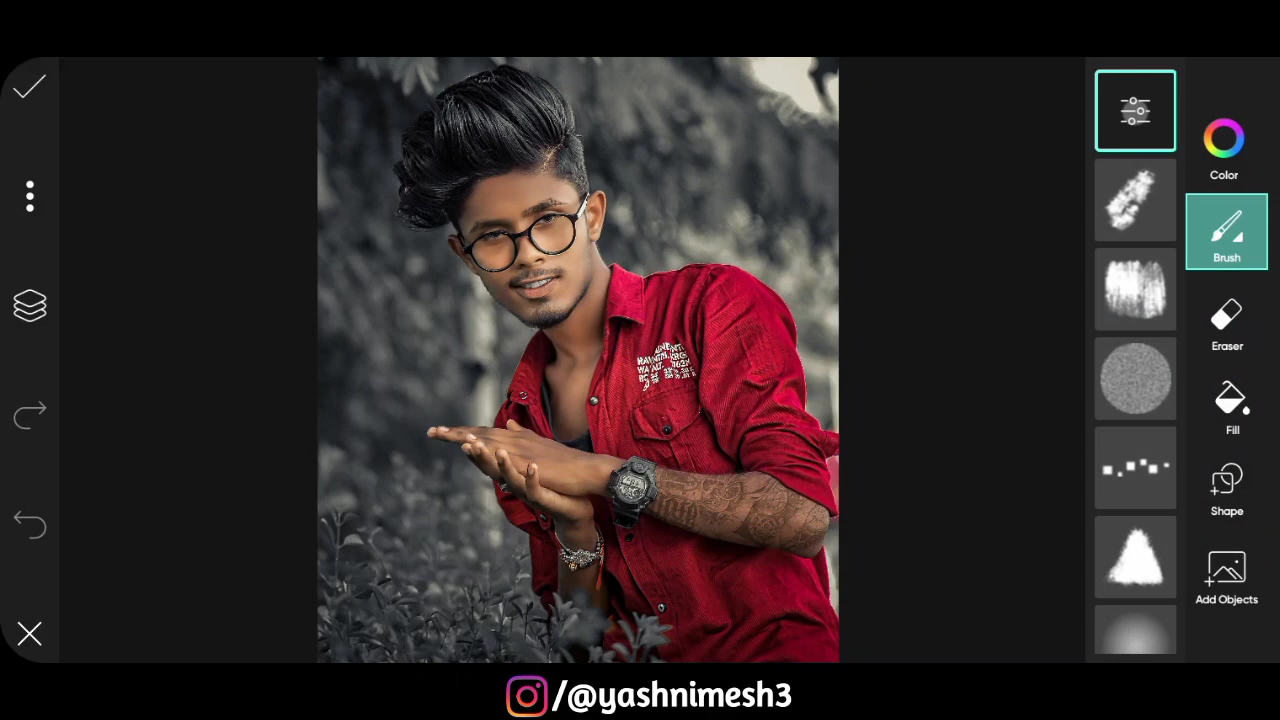 Color
Brush
Eraser
Fill
Shape
Add Objects
/@yashnimesh3